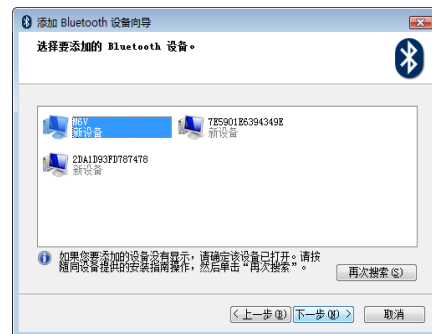 添加 Bluetooth 设备向导
选择要添加的 Bluetooth 设备。
M6V
新设备
7E5901E6394349E
新设备
2DA1D93FD787478
新设备
如果您要添加的设备没有显示，请确定该设备已打开。请按
随同设备提供的安装指南操作，然后单击“再次搜索”。
再次搜索(S)
<上一步(B) 下一步(N)> 取消